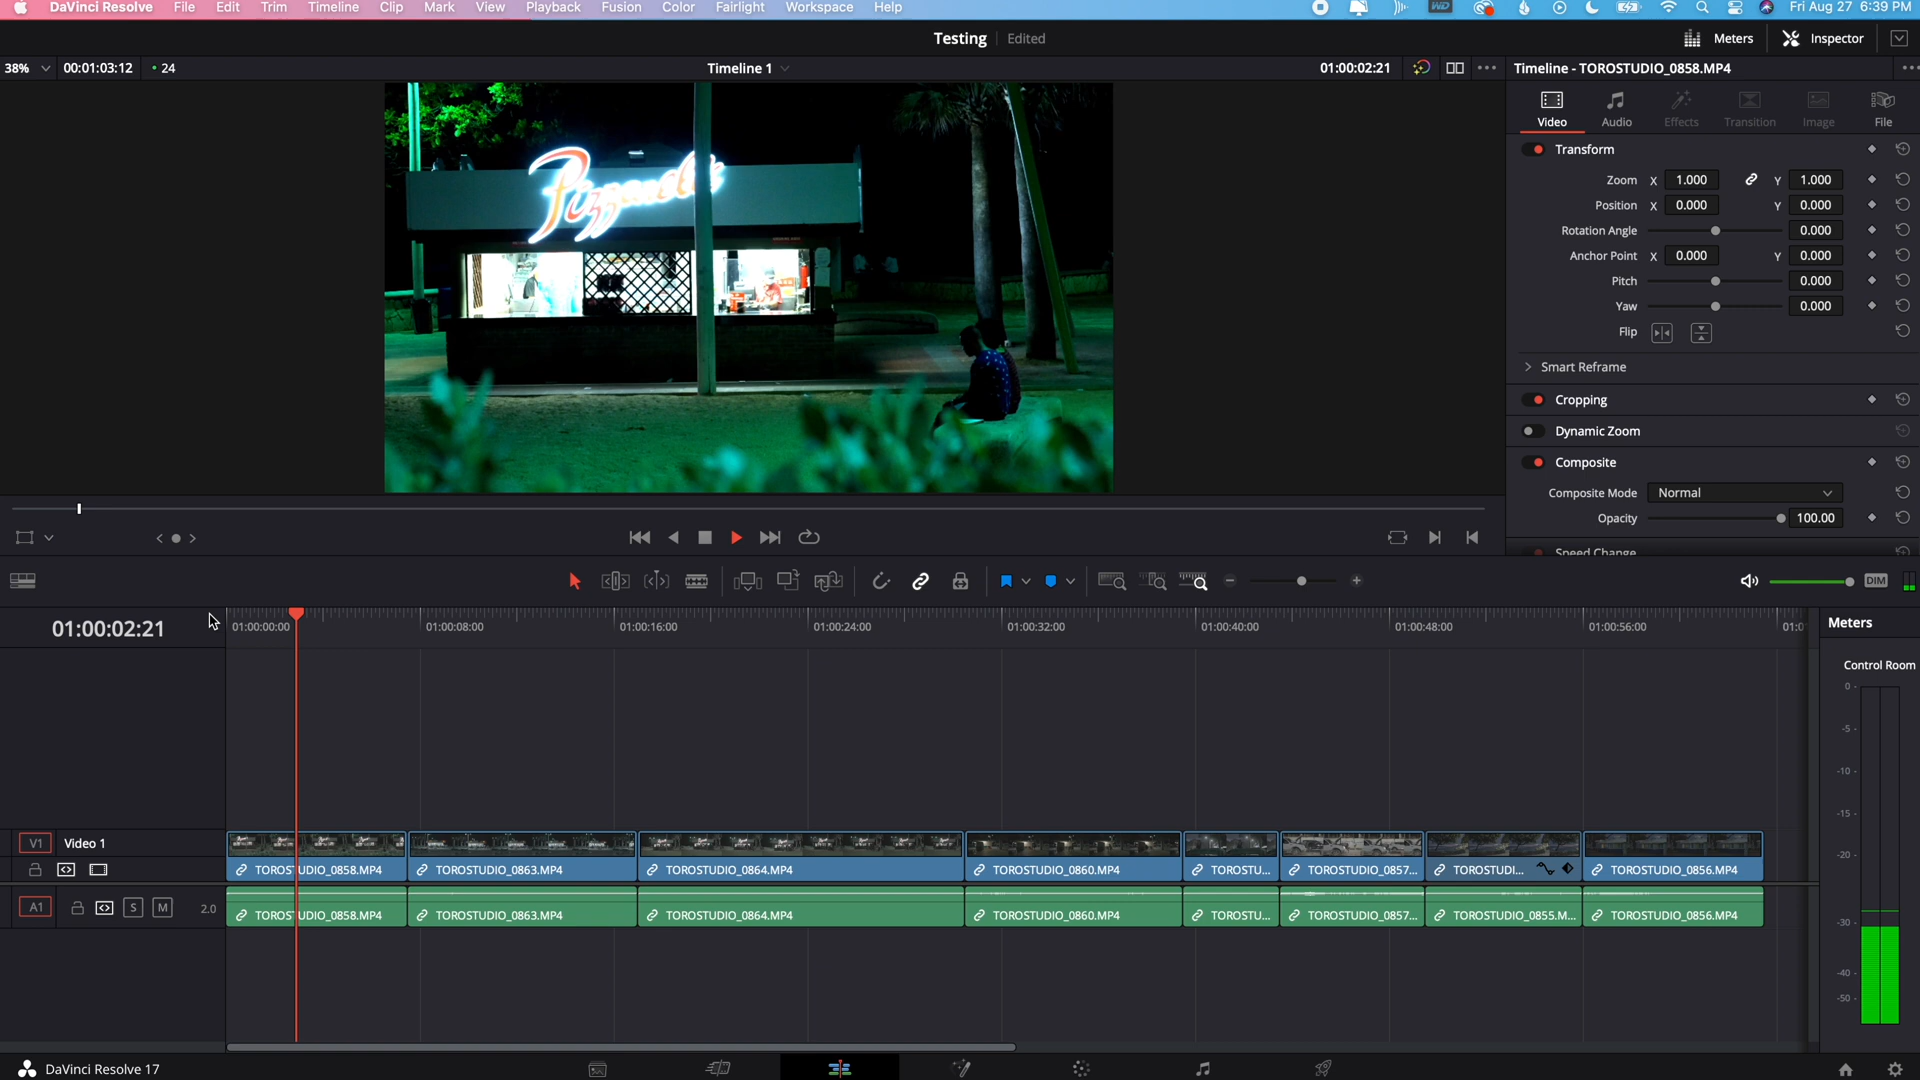 DaVinci Resolve File Edit Trim Timeline Clip Mark View Playback Fusion Color Fairlight Workspace Help WD Fri Aug 27 6:39 PM
Testing Edited Meters Inspector
38% 00:01:03:12 24 Timeline 1 01:00:02:21 Timeline - TOROSTUDIO_0858.MP4
Video Audio Effects Transition Image File
Transform
Zoom X 1.000 Y 1.000
Position X 0.000 Y 0.000
Rotation Angle 0.000
Anchor Point X 0.000 Y 0.000
Pitch 0.000
Yaw 0.000
Flip
Smart Reframe
Cropping
Dynamic Zoom
Composite
Composite Mode Normal
Opacity 100.00
Speed Change
DIM
01:00:02:21 01:00:00:00 01:00:08:00 01:00:16:00 01:00:24:00 01:00:32:00 01:00:40:00 01:00:48:00 01:00:56:00 01:0
Meters
Control Room
0
-5
-10
-15
-20
-30
-40
-50
V1 Video 1
TOROSTUDIO_0858.MP4 TOROSTUDIO_0863.MP4 TOROSTUDIO_0864.MP4 TOROSTUDIO_0860.MP4 TOROSTU... TOROSTUDIO_0857... TOROSTUDI... TOROSTUDIO_0856.MP4
A1 S M 2.0 TOROSTUDIO_0858.MP4 TOROSTUDIO_0863.MP4 TOROSTUDIO_0864.MP4 TOROSTUDIO_0860.MP4 TOROSTU... TOROSTUDIO_0857... TOROSTUDIO_0855.M... TOROSTUDIO_0856.MP4
DaVinci Resolve 17